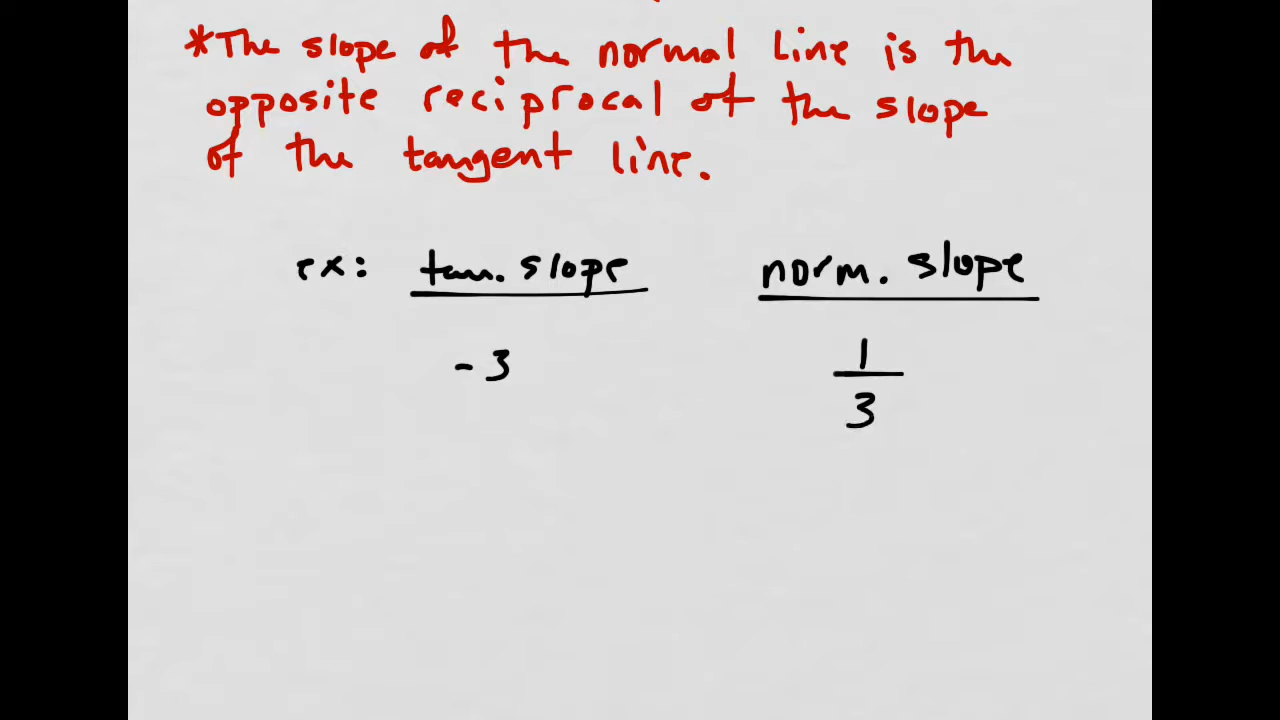 *The slope of the normal line is the
opposite reciprocal of the slope
of the tangent line.
ex: tan. slope norm. slope
-3 1/3